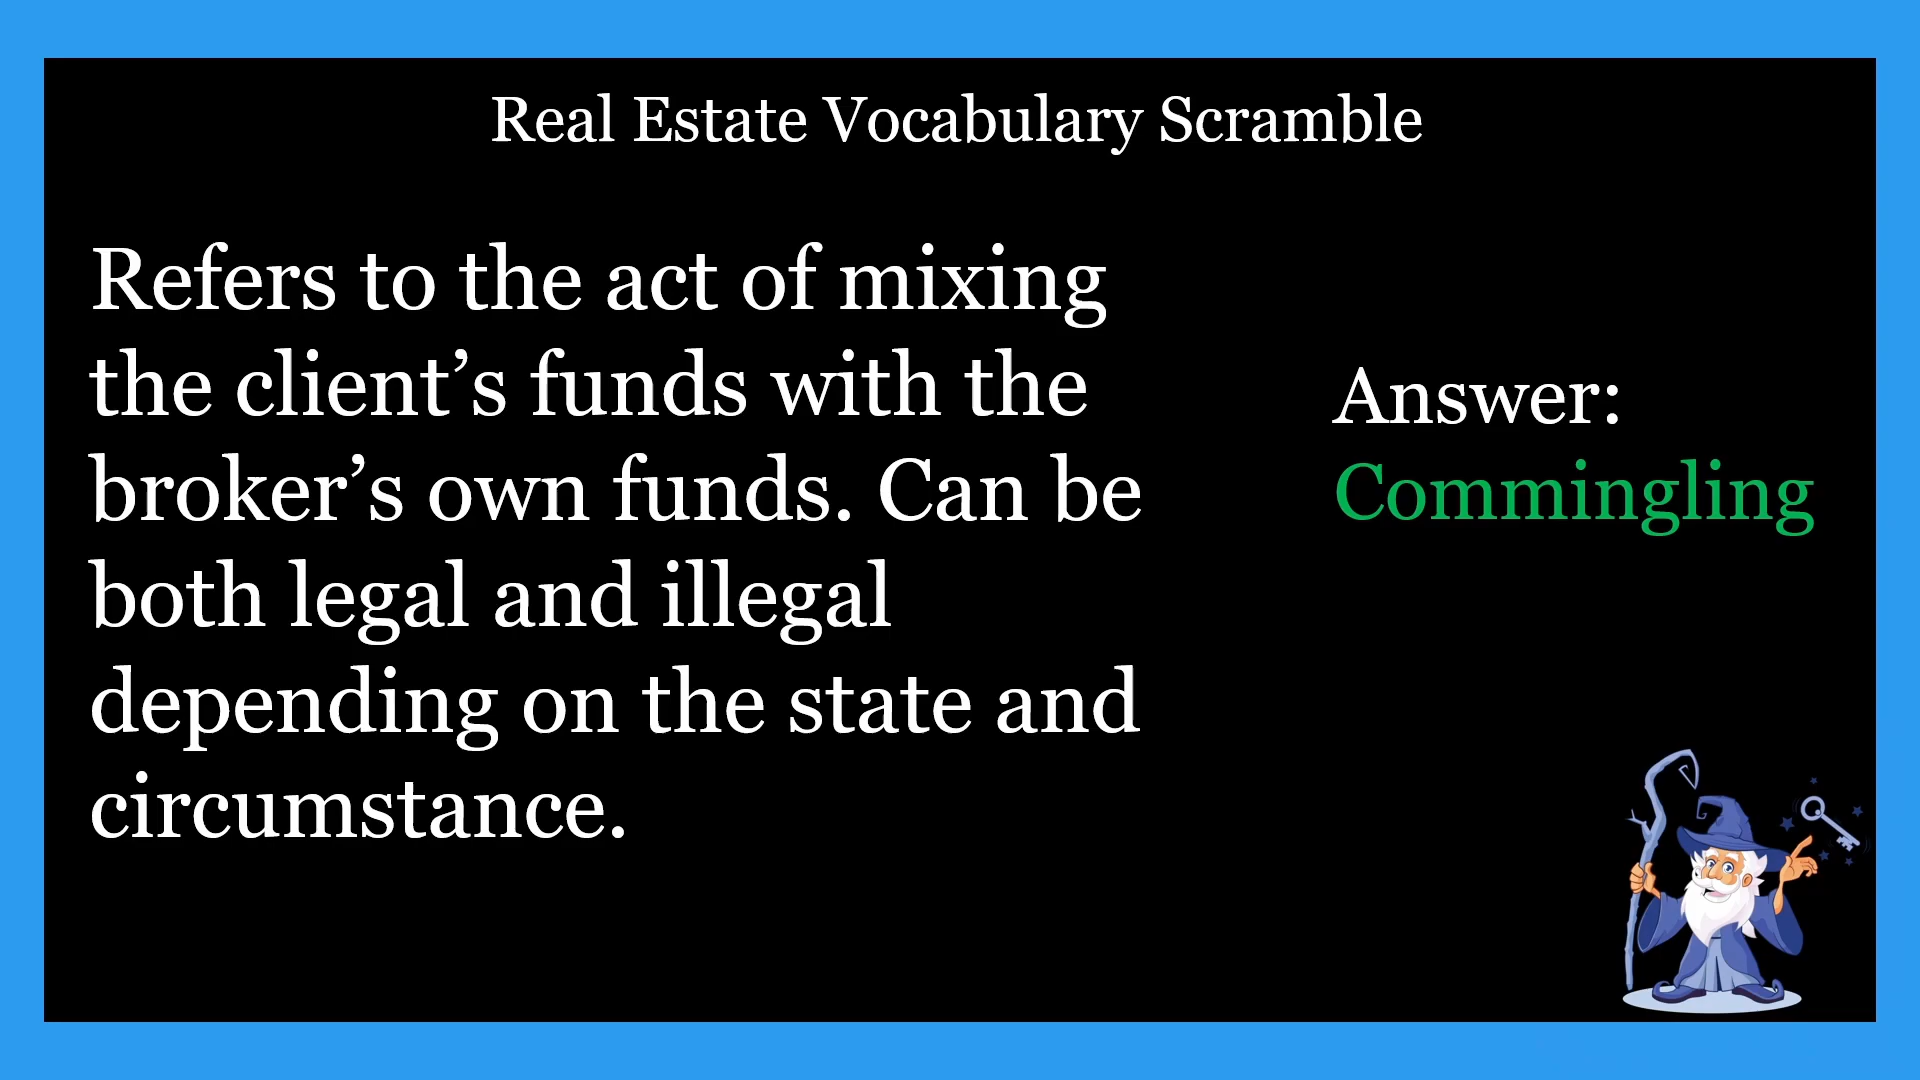 Real Estate Vocabulary Scramble
Refers to the act of mixing
the client’s funds with the
broker’s own funds. Can be
both legal and illegal
depending on the state and
circumstance.
Answer:
Commingling